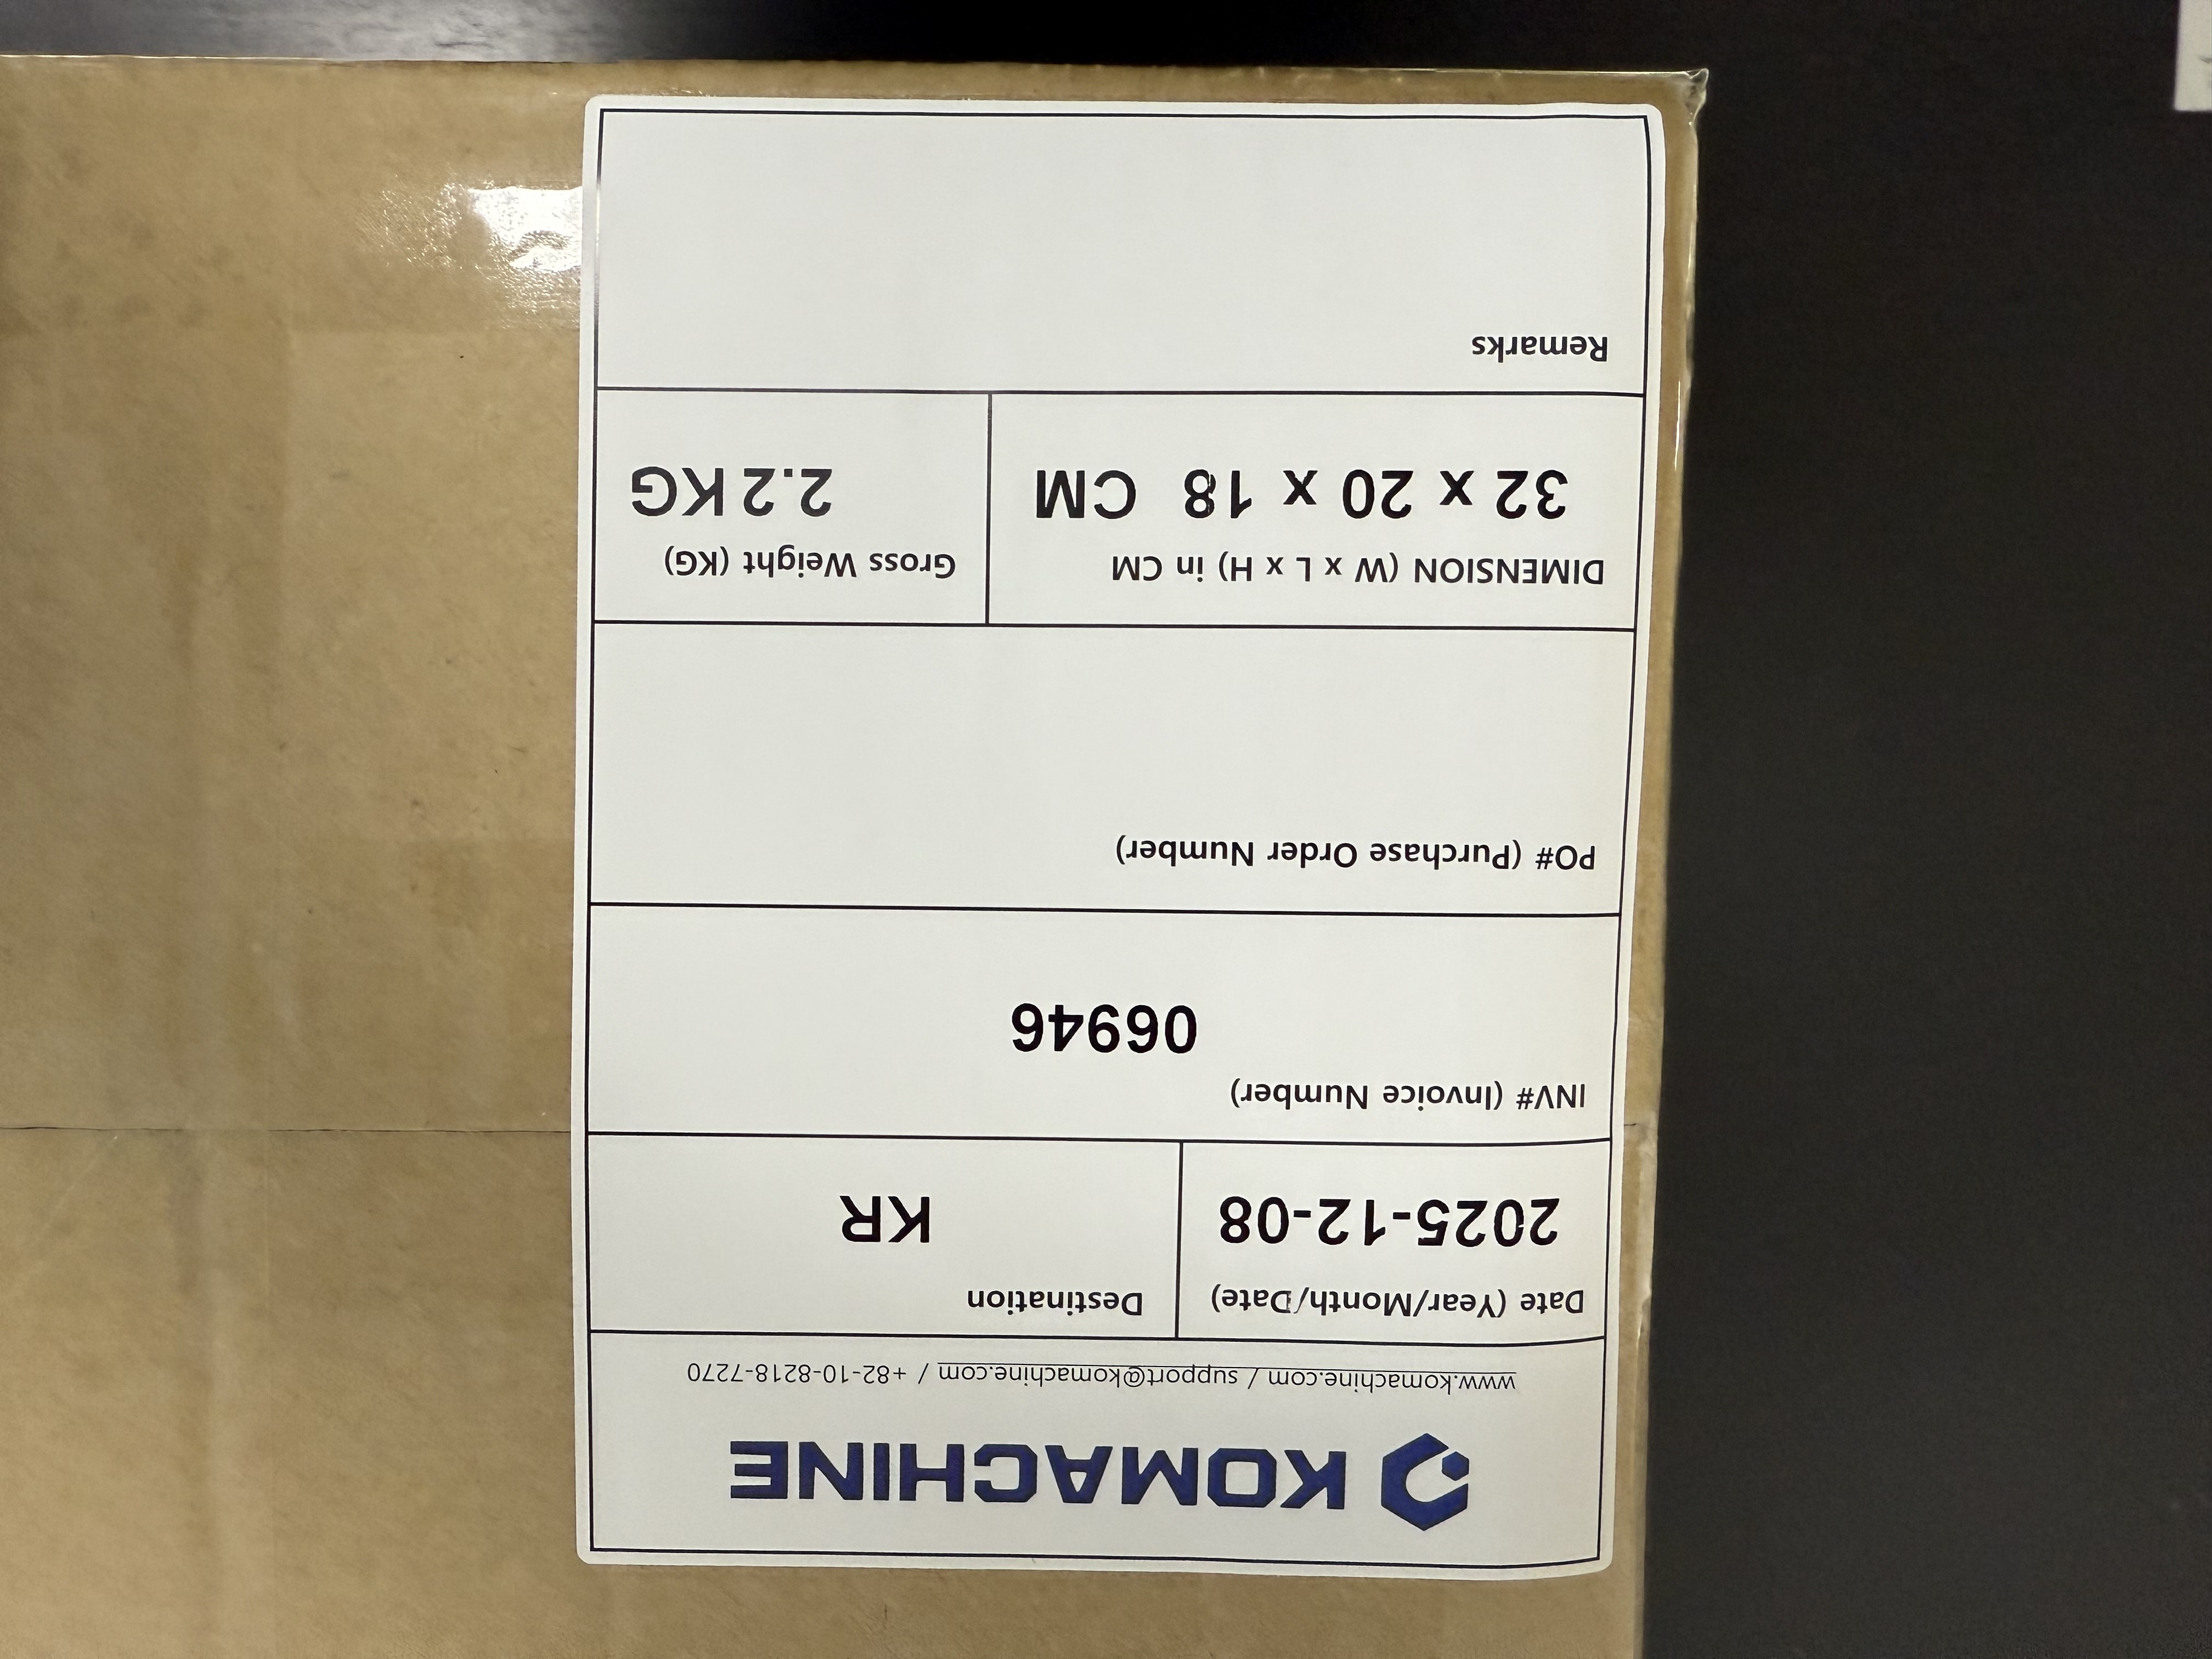 KOMACHINE
www.komachine.com / support@komachine.com / +82-10-8218-7270
Date (Year/Month/Date)
2025-12-08
Destination
KR
INV# (Invoice Number)
06946
PO# (Purchase Order Number)
DIMENSION (W x L x H) in CM
32 x 20 x 18 CM
Gross Weight (KG)
2.2 KG
Remarks